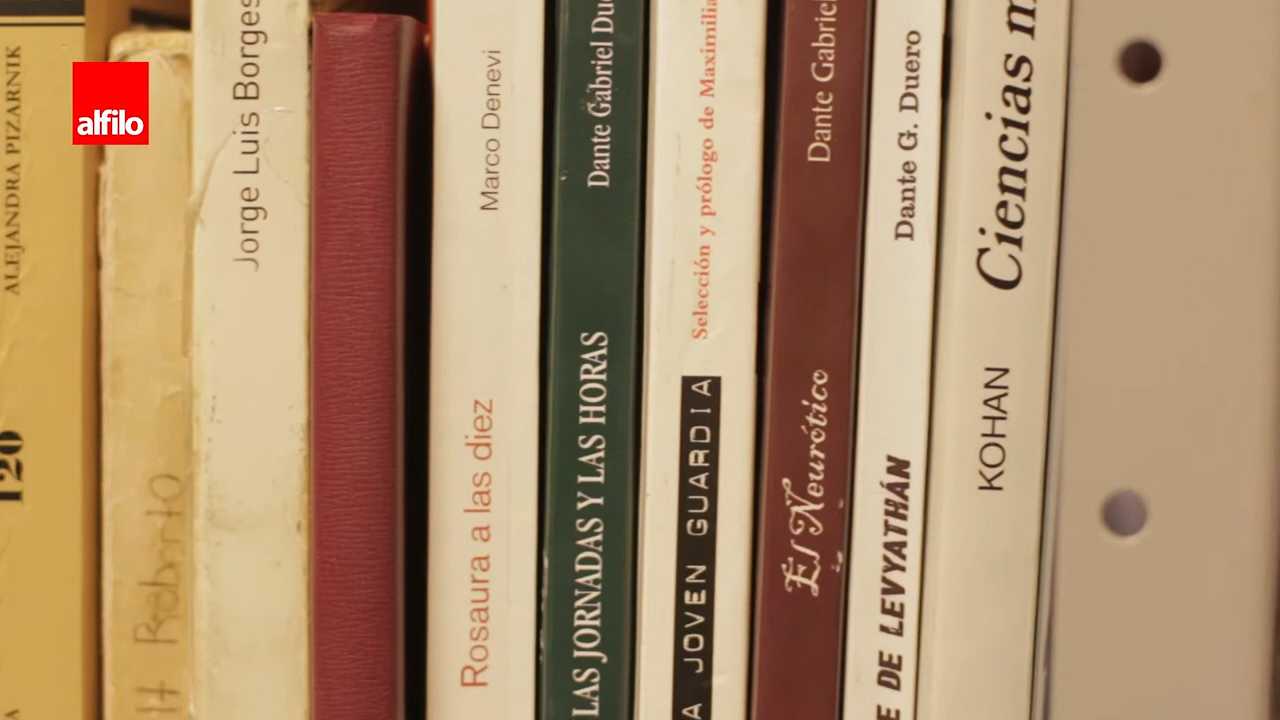 alfilo
ALEJANDRA PIZARNIK
120
Roberto
Jorge Luis Borges
Rosaura a las diez
Marco Denevi
LAS JORNADAS Y LAS HORAS
Dante Gabriel Due
A JOVEN GUARDIA
Selección y prólogo de Maximilia
El Neurótico
Dante Gabriel
E DE LEVYATHÁN
Dante G. Duero
KOHAN
Ciencias m